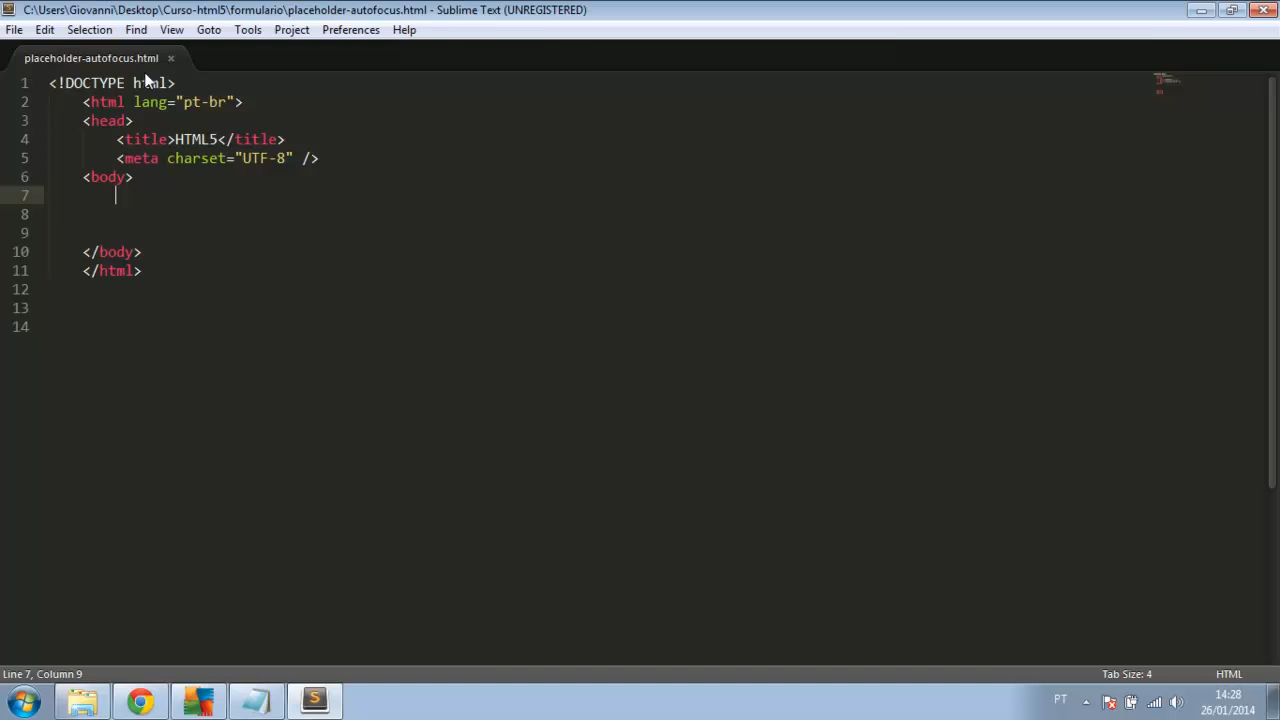 C:\Users\Giovanni\Desktop\Curso-html5\formulario\placeholder-autofocus.html - Sublime Text (UNREGISTERED)
File Edit Selection Find View Goto Tools Project Preferences Help
placeholder-autofocus.html ×
1 <!DOCTYPE html>
2 <html lang="pt-br">
3 <head>
4 <title>HTML5</title>
5 <meta charset="UTF-8" />
6 <body>
7
8
9
10 </body>
11 </html>
12
13
14
Line 7, Column 9 Tab Size: 4 HTML
PT 14:28
26/01/2014